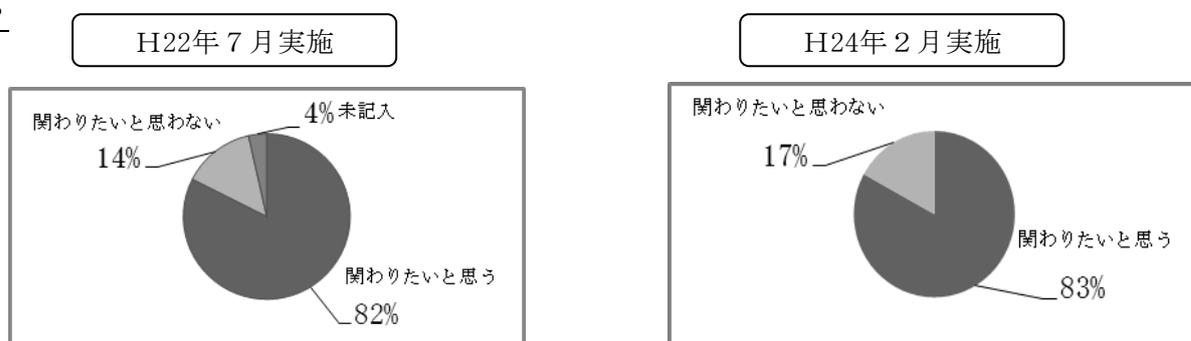 H22年7月実施
関わりたいと思わない
14%
4%未記入
関わりたいと思う
82%
H24年2月実施
関わりたいと思わない
17%
関わりたいと思う
83%